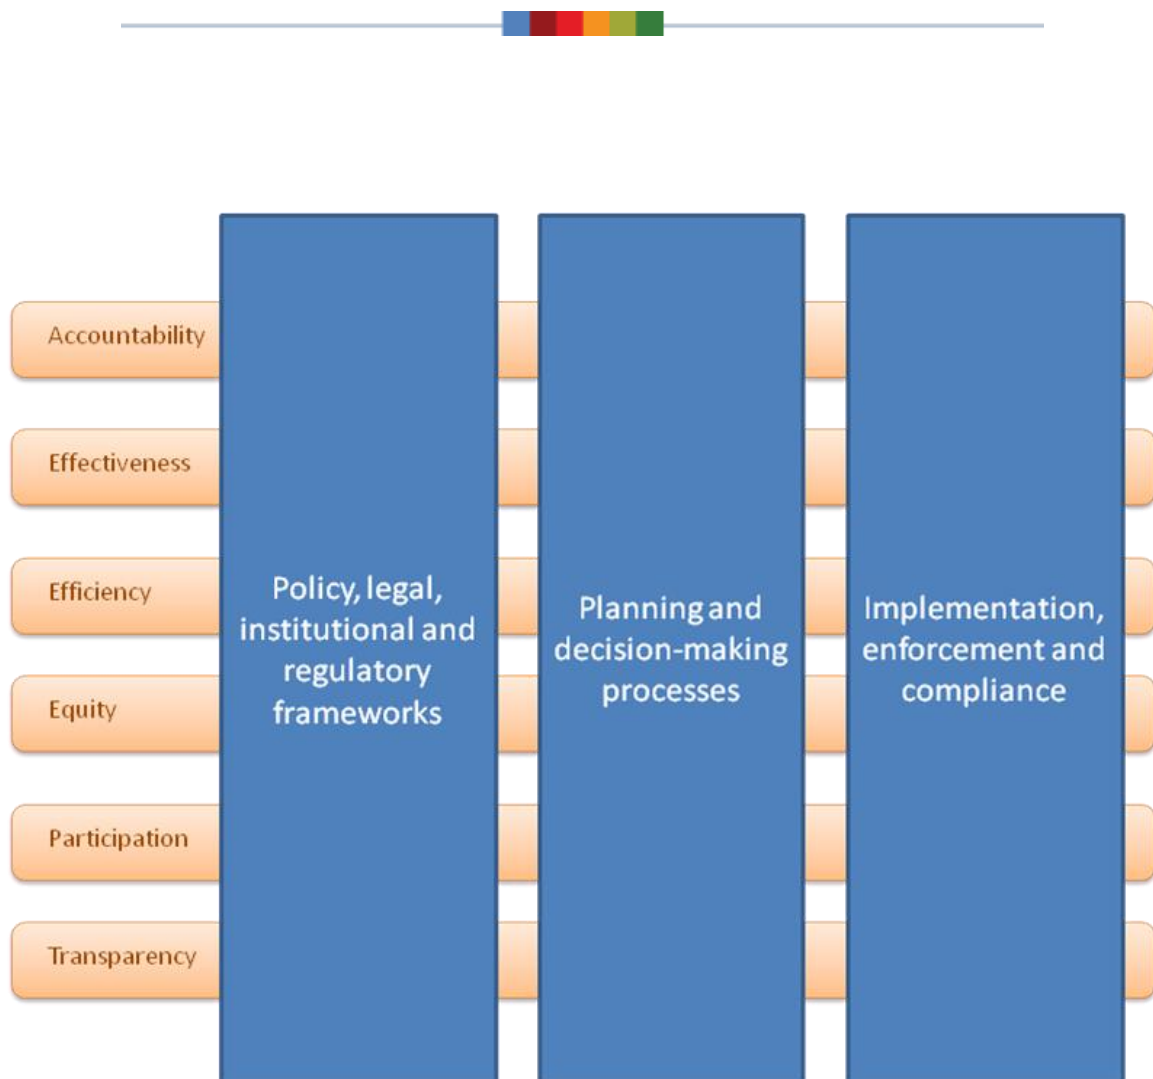 Accountability
Effectiveness
Efficiency
Equity
Participation
Transparency
Policy, legal,
institutional and
regulatory
frameworks
Planning and
decision-making
processes
Implementation,
enforcement and
compliance